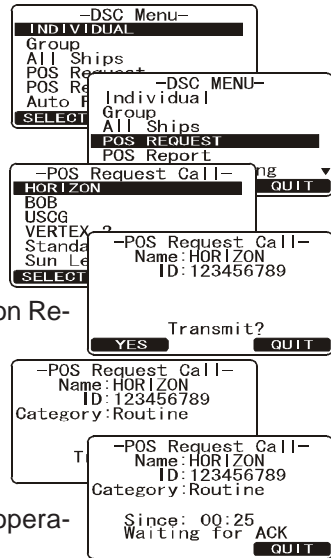 –DSC Menu–
INDIVIDUAL
Group
All Ships
POS Request
POS Re
Auto
SELECT
–DSC MENU–
Individual
Group
All Ships
POS REQUEST
POS Report
ng
QUIT
–POS Request Call–
HORIZON
BOB
USCG
VERTEX
Standa
Sun Le
SELECT
–POS Request Call–
Name:HORIZON
ID:123456789
Transmit?
YES QUIT
on Re-
–POS Request Call–
Name:HORIZON
ID:123456789
Category:Routine
T
–POS Request Call–
Name:HORIZON
ID:123456789
Category:Routine
Since: 00:25
Waiting for ACK
QUIT
opera-